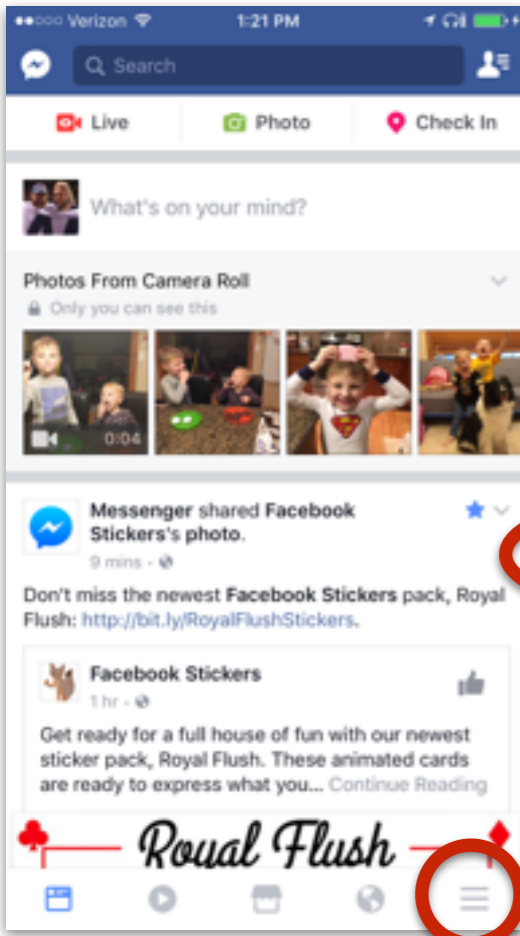 Verizon 1:21 PM
Search
Live Photo Check In
What's on your mind?
Photos From Camera Roll
Only you can see this
0:04
Messenger shared Facebook
Stickers's photo.
9 mins ·
Don't miss the newest Facebook Stickers pack, Royal
Flush: http://bit.ly/RoyalFlushStickers.
Facebook Stickers
1 hr ·
Get ready for a full house of fun with our newest
sticker pack, Royal Flush. These animated cards
are ready to express what you... Continue Reading
Royal Flush